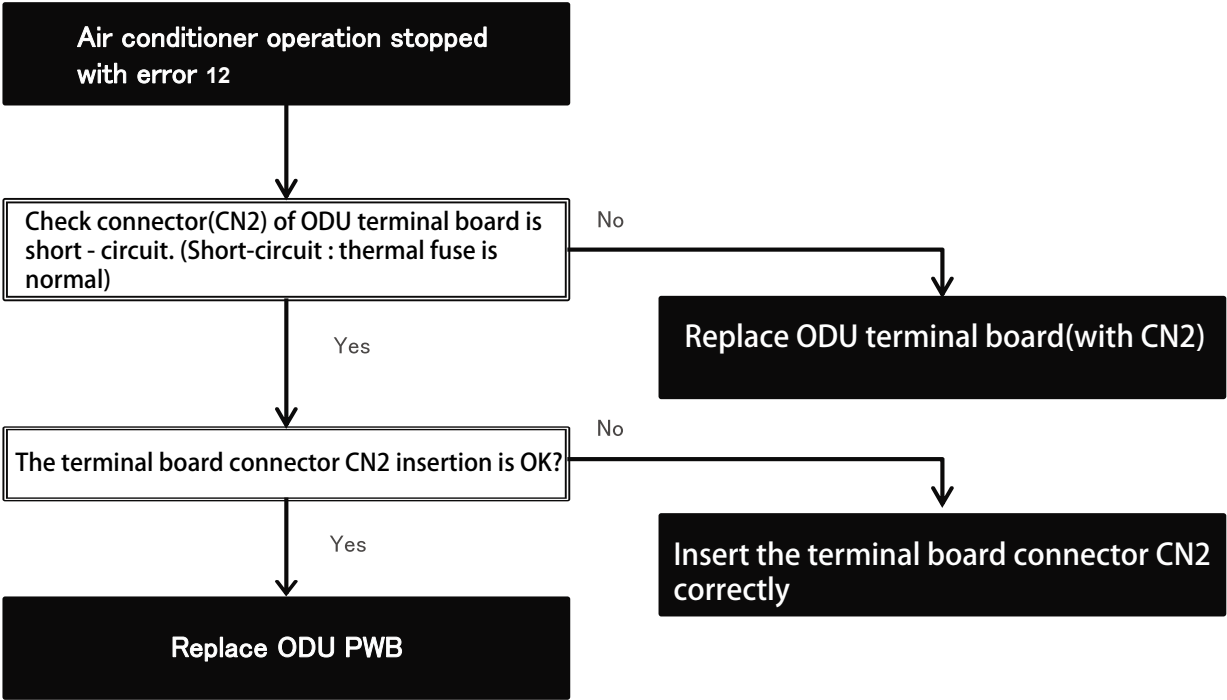 Air conditioner operation stopped
with error 12
Check connector(CN2) of ODU terminal board is
short - circuit. (Short-circuit : thermal fuse is
normal)
No
Replace ODU terminal board(with CN2)
Yes
The terminal board connector CN2 insertion is OK?
No
Insert the terminal board connector CN2
correctly
Yes
Replace ODU PWB